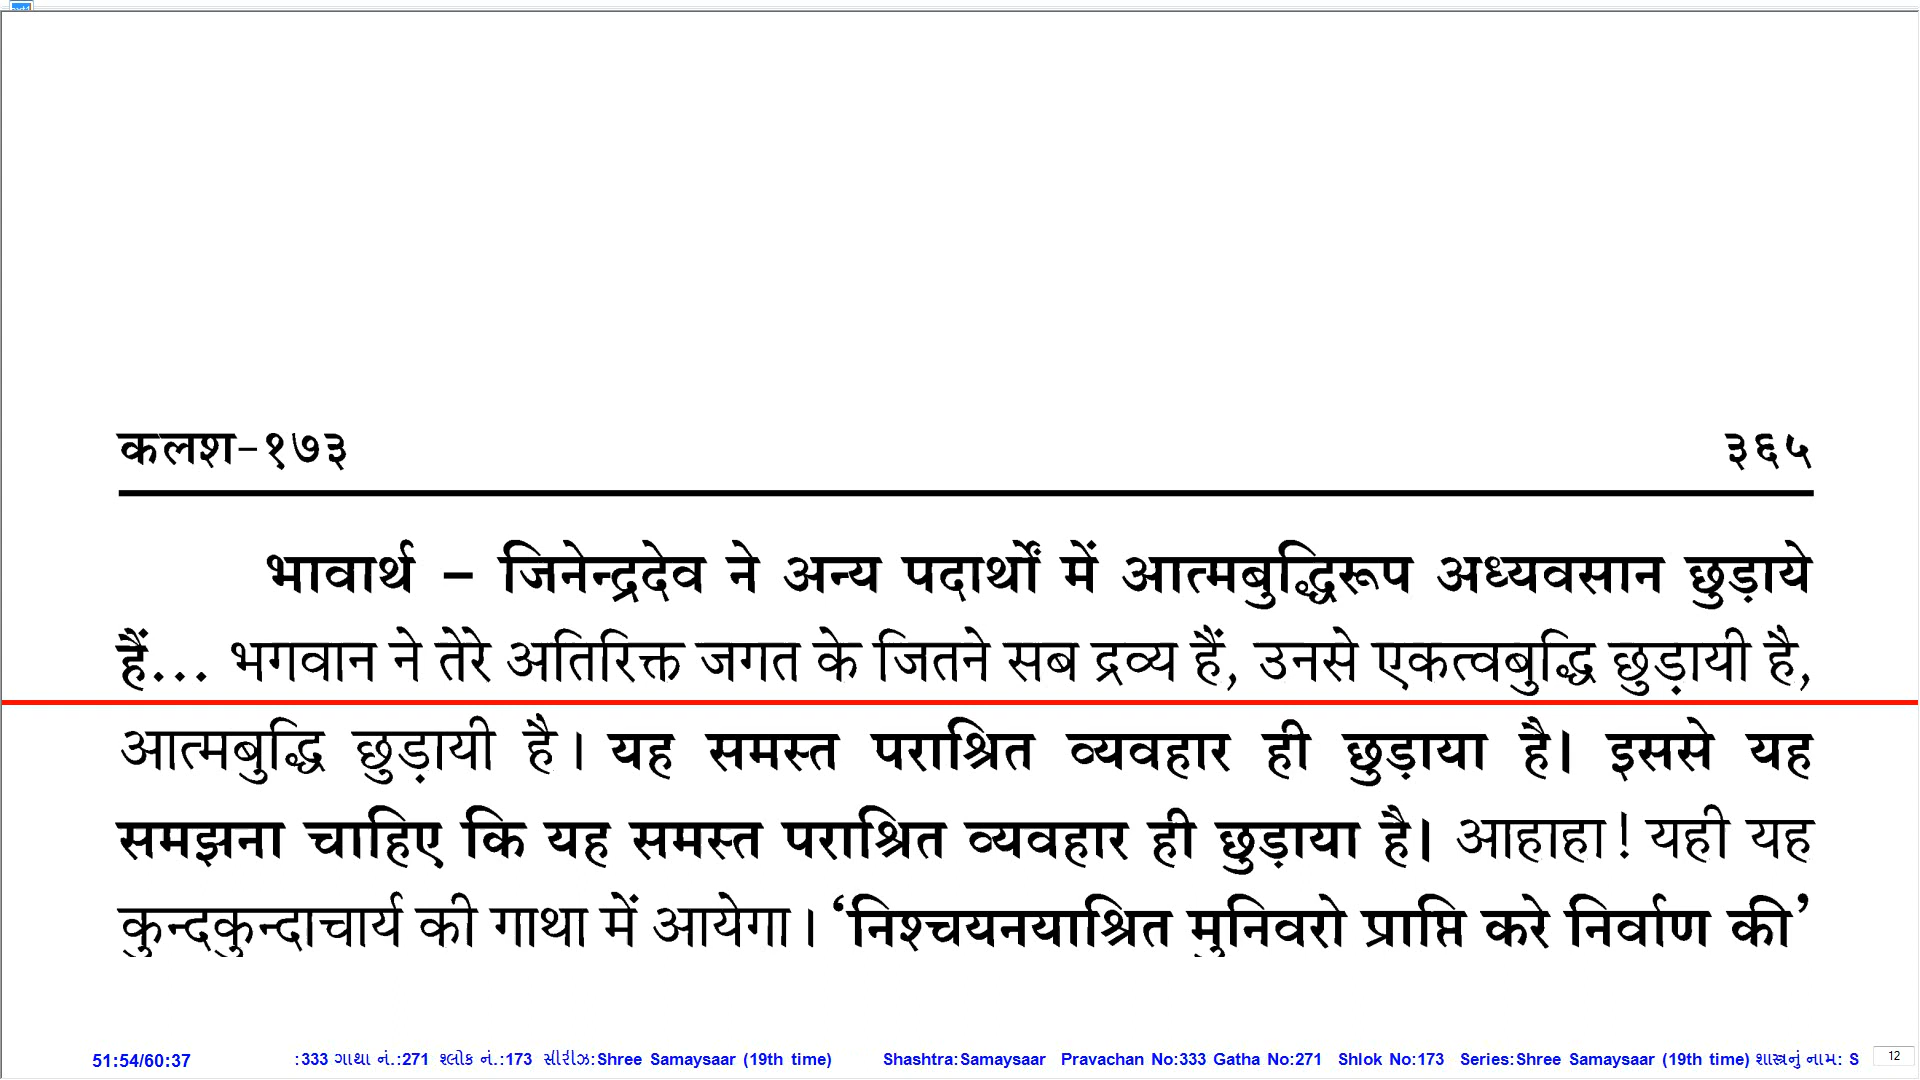 कलश-१७३ ३६५
भावार्थ – जिनेन्द्रदेव ने अन्य पदार्थों में आत्मबुद्धिरूप अध्यवसान छुड़ाये
हैं... भगवान ने तेरे अतिरिक्त जगत के जितने सब द्रव्य हैं, उनसे एकत्वबुद्धि छुड़ायी है,
आत्मबुद्धि छुड़ायी है। यह समस्त पराश्रित व्यवहार ही छुड़ाया है। इससे यह
समझना चाहिए कि यह समस्त पराश्रित व्यवहार ही छुड़ाया है। आहाहा! यही यह
कुन्दकुन्दाचार्य की गाथा में आयेगा। ‘निश्चयनयाश्रित मुनिवरो प्राप्ति करे निर्वाण की’
51:54/60:37 :333 ગાથા નં.:271 શ્લોક નં.:173 સીરીઝ:Shree Samaysaar (19th time) Shashtra:Samaysaar Pravachan No:333 Gatha No:271 Shlok No:173 Series:Shree Samaysaar (19th time) શાસ્ત્રનું નામ: S 12